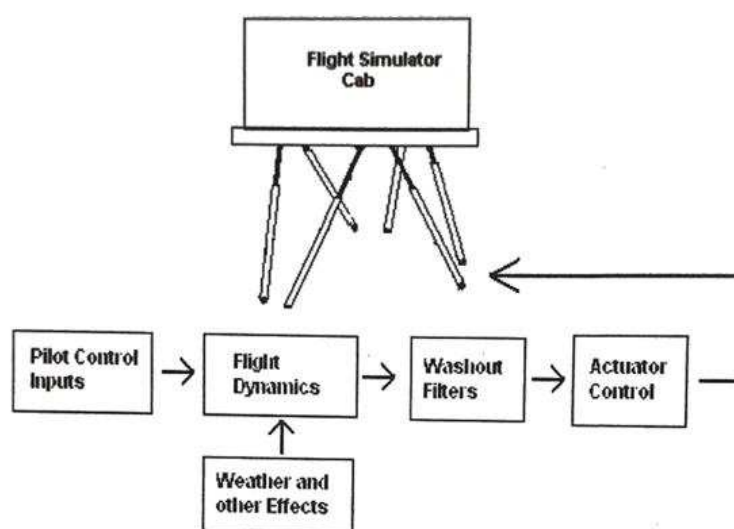 Flight Simulator
Cab
Pilot Control
Inputs
Flight
Dynamics
Washout
Filters
Actuator
Control
Weather and
other Effects